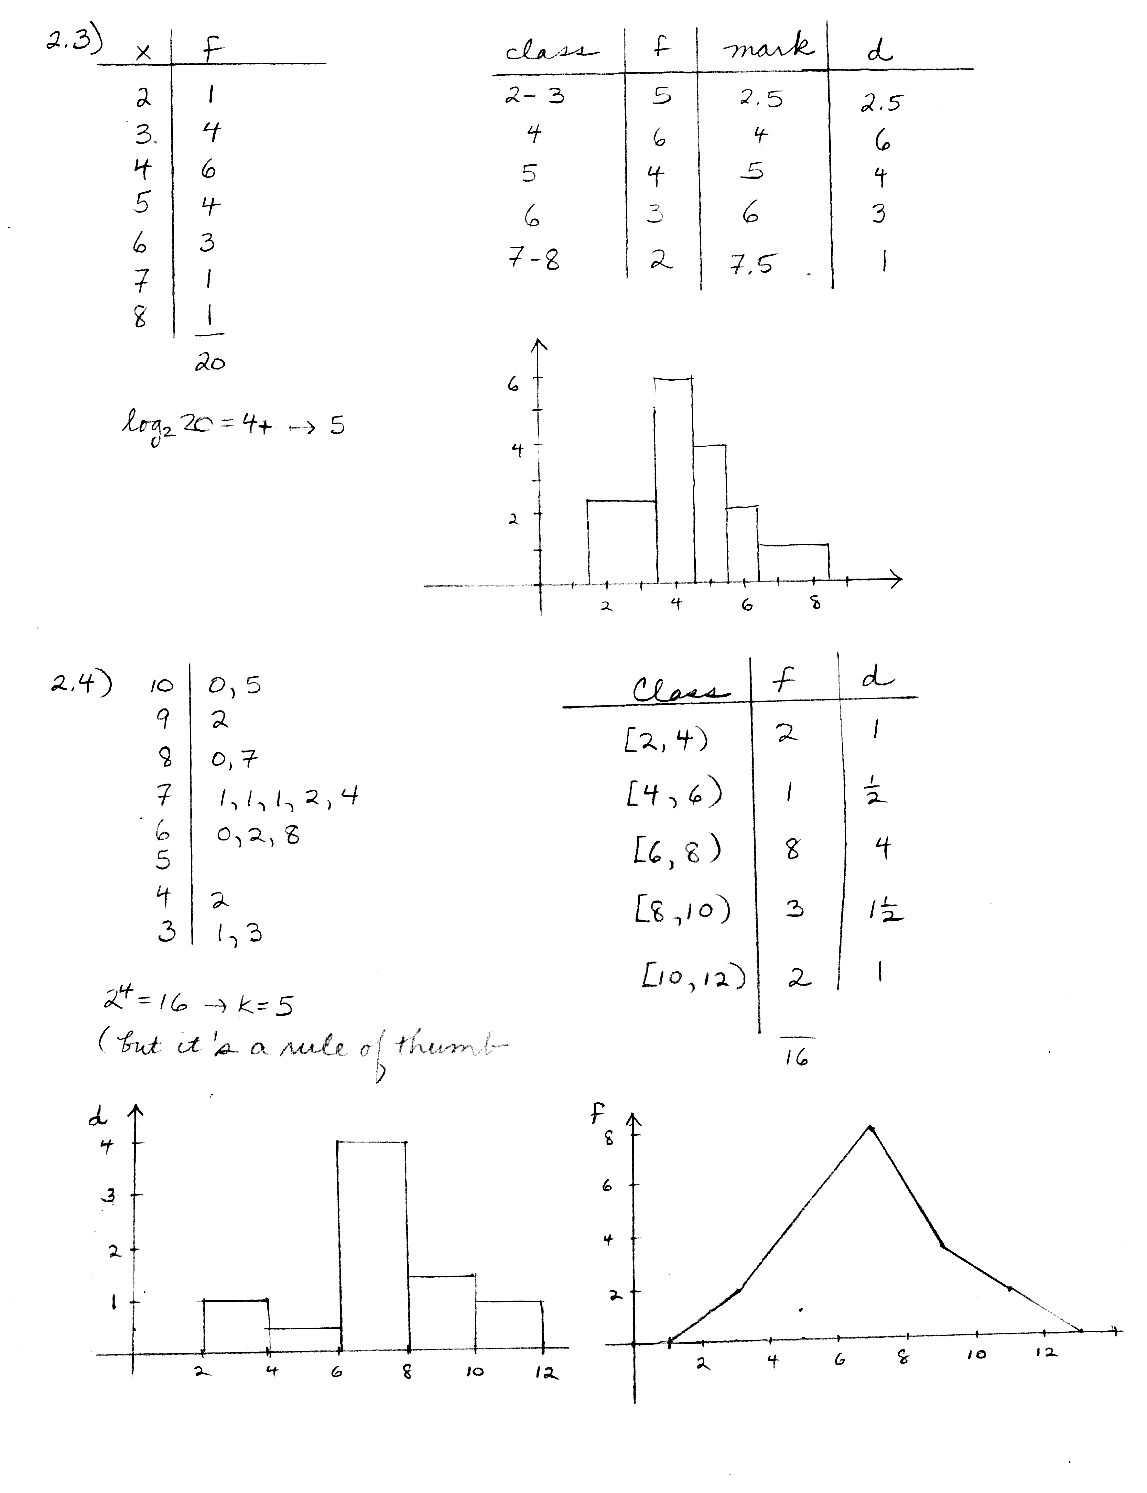 2.3)
x f
2 1
3 4
4 6
5 4
6 3
7 1
8 1
20
log₂ 20 = 4+ → 5
class f mark d
2-3 5 2.5 2.5
4 6 4 6
5 4 5 4
6 3 6 3
7-8 2 7.5 1
6
4
2
2 4 6 8
2.4)
10 0, 5
9 2
8 0, 7
7 1, 1, 1, 2, 4
6 0, 2, 8
5
4 2
3 1, 3
2⁴ = 16 → k = 5
(but it's a rule of thumb
Class f d
[2, 4) 2 1
[4, 6) 1 ½
[6, 8) 8 4
[8, 10) 3 1½
[10, 12) 2 1
16
d
4
3
2
1
2 4 6 8 10 12
f
8
6
4
2
2 4 6 8 10 12